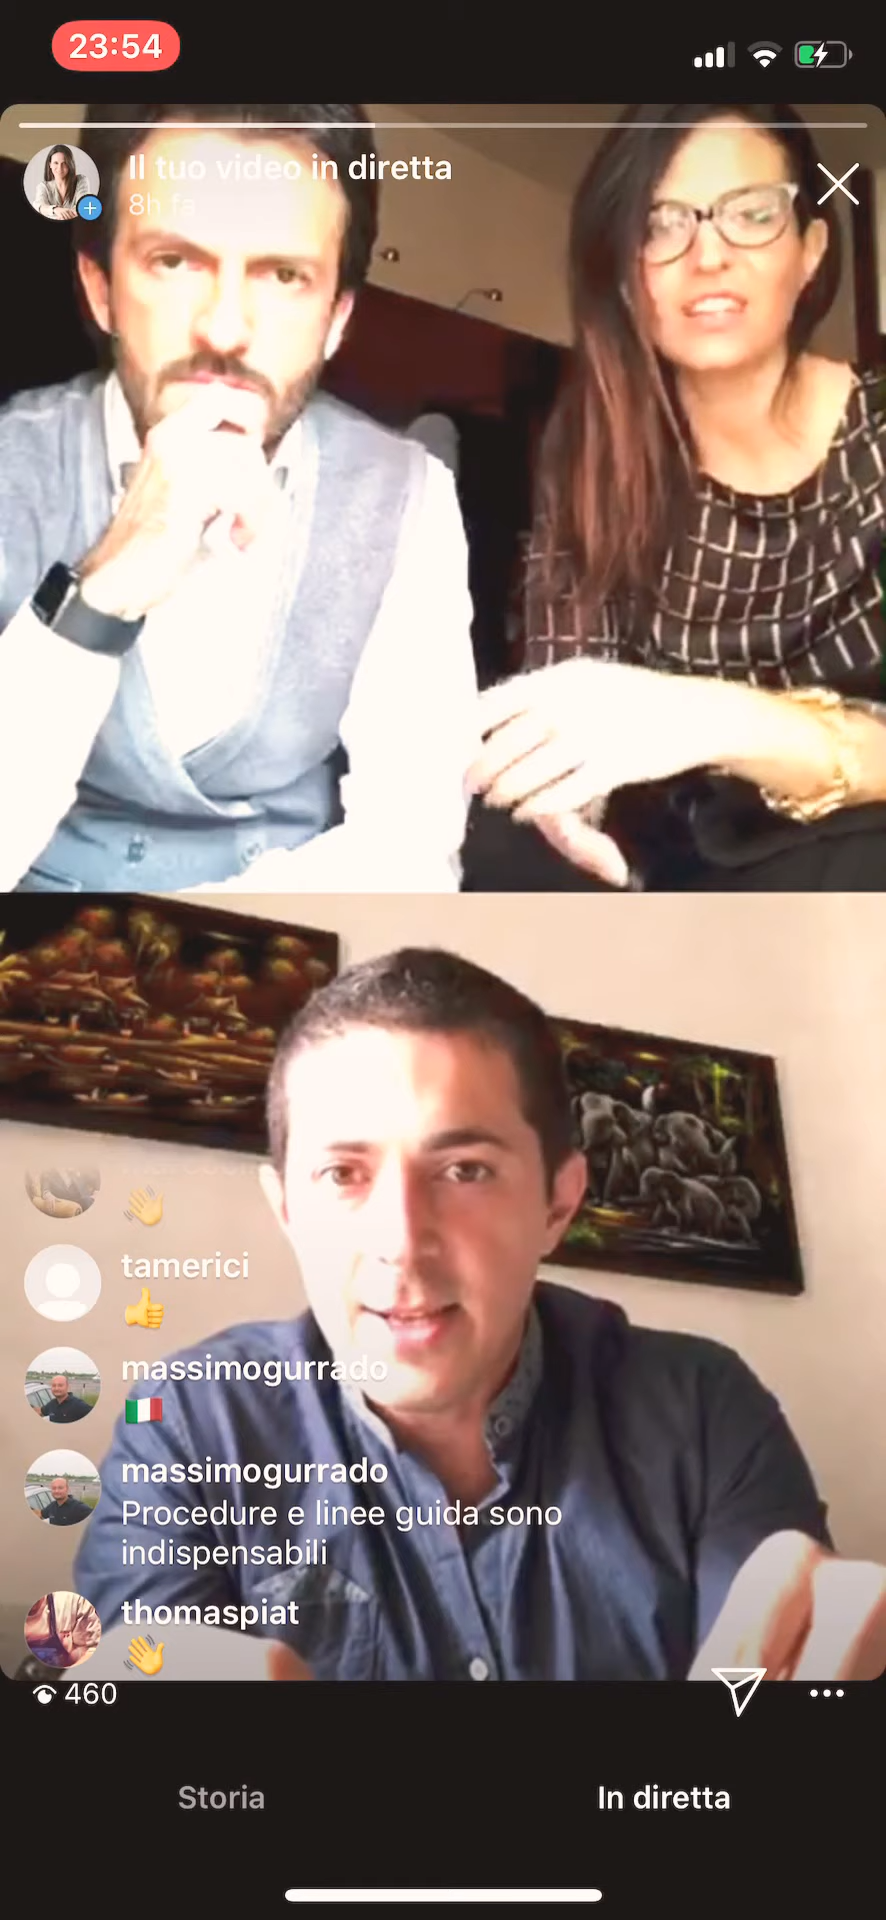 23:54
Il tuo video in diretta
8h fa
tamerici
👍
massimogurrado
🇮🇹
massimogurrado
Procedure e linee guida sono
indispensabili
thomaspiat
👋
460
Storia
In diretta